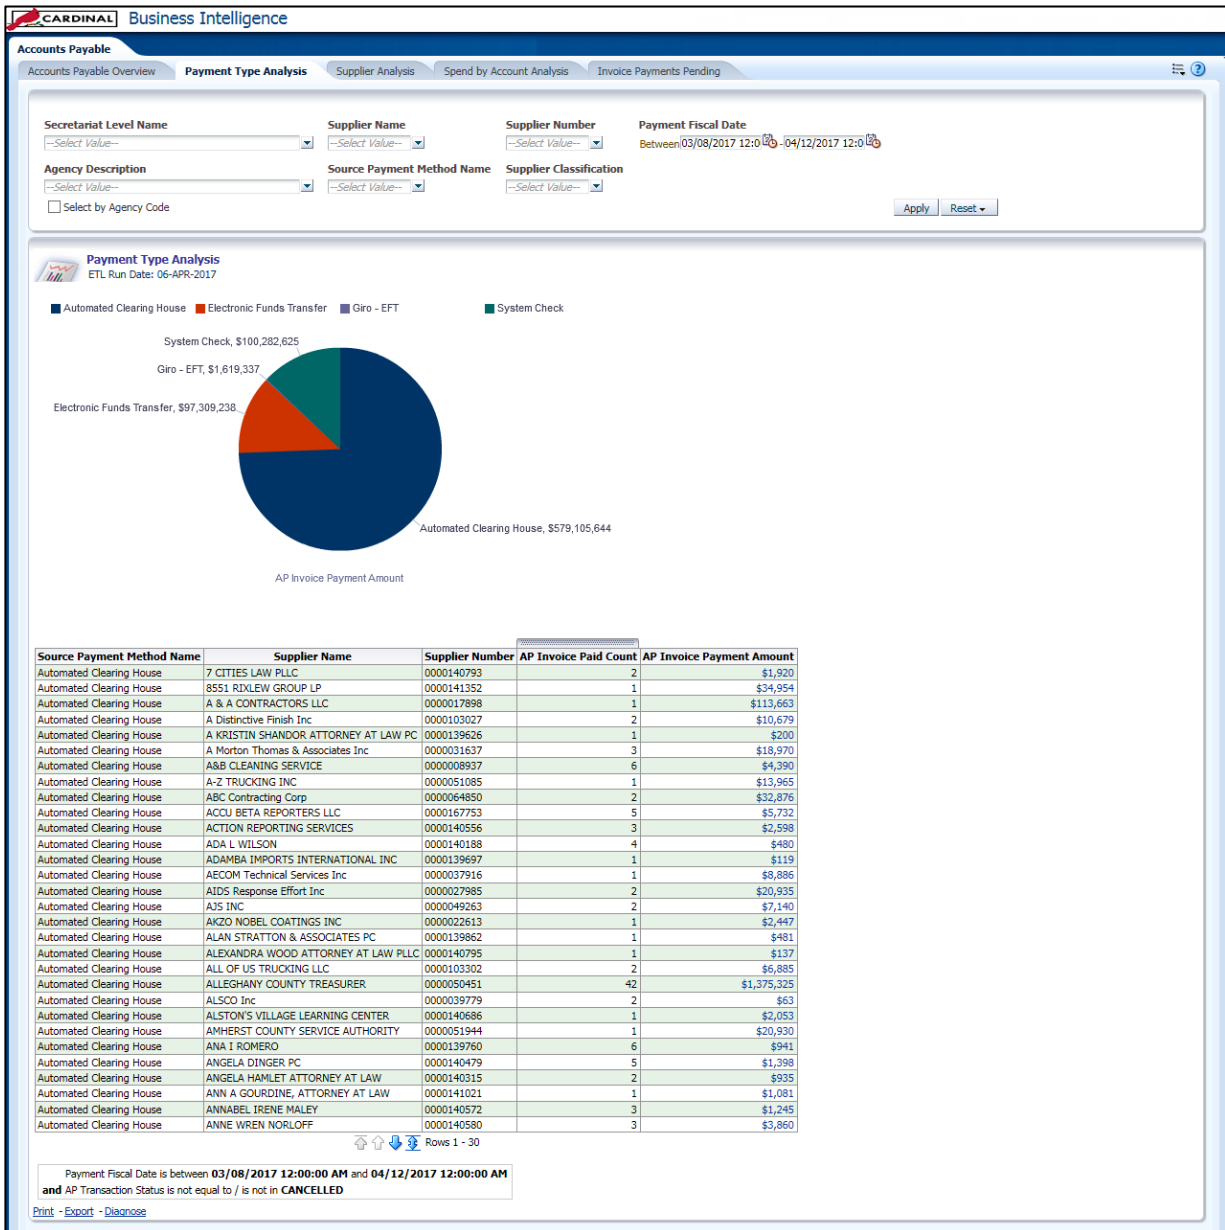 CARDINAL Business Intelligence
Accounts Payable
Accounts Payable Overview Payment Type Analysis Supplier Analysis Spend by Account Analysis Invoice Payments Pending
Secretariat Level Name Supplier Name Supplier Number Payment Fiscal Date
--Select Value-- --Select Value-- --Select Value-- Between 03/08/2017 12:0 - 04/12/2017 12:0
Agency Description Source Payment Method Name Supplier Classification
--Select Value-- --Select Value-- --Select Value--
Select by Agency Code Apply Reset
Payment Type Analysis
ETL Run Date: 06-APR-2017
Automated Clearing House Electronic Funds Transfer Giro - EFT System Check
System Check, $100,282,625
Giro - EFT, $1,619,337
Electronic Funds Transfer, $97,309,238
Automated Clearing House, $579,105,644
AP Invoice Payment Amount
Source Payment Method Name Supplier Name Supplier Number AP Invoice Paid Count AP Invoice Payment Amount
Automated Clearing House 7 CITIES LAW PLLC 0000140793 2 $1,920
Automated Clearing House 8551 RIXLEW GROUP LP 0000141352 1 $34,954
Automated Clearing House A & A CONTRACTORS LLC 0000017898 1 $113,663
Automated Clearing House A Distinctive Finish Inc 0000103027 2 $10,679
Automated Clearing House A KRISTIN SHANDOR ATTORNEY AT LAW PC 0000139626 1 $200
Automated Clearing House A Morton Thomas & Associates Inc 0000031637 3 $18,970
Automated Clearing House A&B CLEANING SERVICE 0000008937 6 $4,390
Automated Clearing House A-Z TRUCKING INC 0000051085 1 $13,965
Automated Clearing House ABC Contracting Corp 0000064850 2 $32,876
Automated Clearing House ACCU BETA REPORTERS LLC 0000167753 5 $5,732
Automated Clearing House ACTION REPORTING SERVICES 0000140556 3 $2,598
Automated Clearing House ADA L WILSON 0000140188 4 $480
Automated Clearing House ADAMBA IMPORTS INTERNATIONAL INC 0000139697 1 $119
Automated Clearing House AECOM Technical Services Inc 0000037916 1 $8,886
Automated Clearing House AIDS Response Effort Inc 0000027985 2 $20,935
Automated Clearing House AJS INC 0000049263 2 $7,140
Automated Clearing House AKZO NOBEL COATINGS INC 0000022613 1 $2,447
Automated Clearing House ALAN STRATTON & ASSOCIATES PC 0000139862 1 $481
Automated Clearing House ALEXANDRA WOOD ATTORNEY AT LAW PLLC 0000140795 1 $137
Automated Clearing House ALL OF US TRUCKING LLC 0000103302 2 $6,885
Automated Clearing House ALLEGHANY COUNTY TREASURER 0000050451 42 $1,375,325
Automated Clearing House ALSCO Inc 0000039779 2 $63
Automated Clearing House ALSTON'S VILLAGE LEARNING CENTER 0000140686 1 $2,053
Automated Clearing House AMHERST COUNTY SERVICE AUTHORITY 0000051944 1 $20,930
Automated Clearing House ANA I ROMERO 0000139760 6 $941
Automated Clearing House ANGELA DINGER PC 0000140479 5 $1,398
Automated Clearing House ANGELA HAMLET ATTORNEY AT LAW 0000140315 2 $935
Automated Clearing House ANN A GOURDINE, ATTORNEY AT LAW 0000141021 1 $1,081
Automated Clearing House ANNABEL IRENE MALEY 0000140572 3 $1,245
Automated Clearing House ANNE WREN NORLOFF 0000140580 3 $3,860
Rows 1 - 30
Payment Fiscal Date is between 03/08/2017 12:00:00 AM and 04/12/2017 12:00:00 AM
and AP Transaction Status is not equal to / is not in CANCELLED
Print - Export - Diagnose